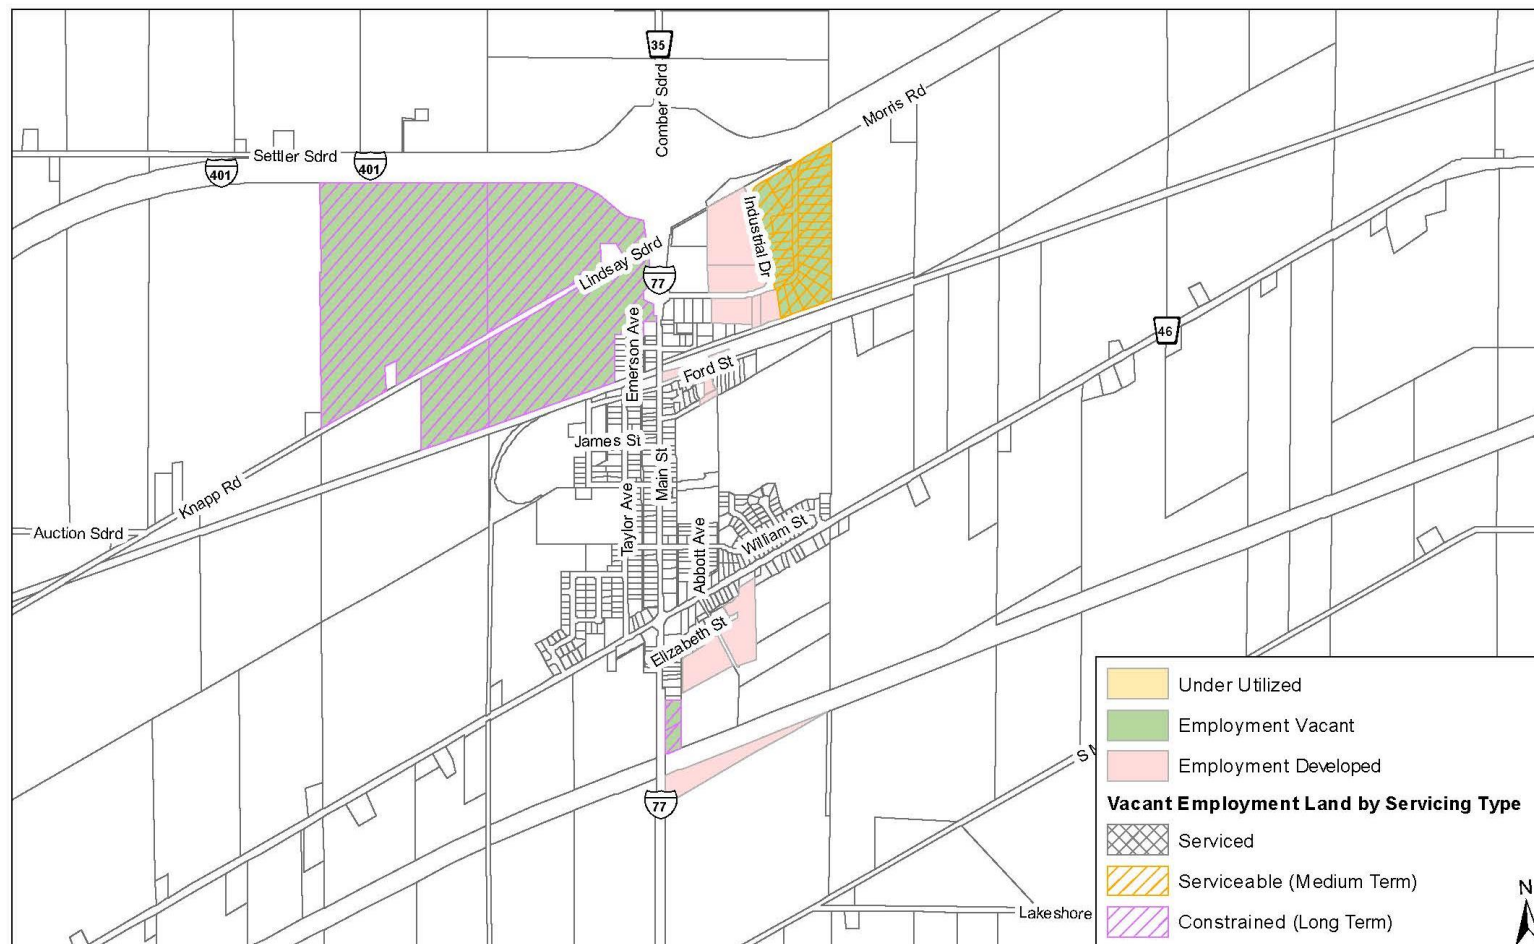 35
Comber Sdrd
Morris Rd
Settler Sdrd
401
401
Industrial Dr
Lindsay Sdrd
77
Emerson Ave
46
Ford St
James St
Main St
Knapp Rd
Auction Sdrd
Taylor Ave
Abbott Ave
William St
Elizabeth St
77
S
Lakeshore
Under Utilized
Employment Vacant
Employment Developed
Vacant Employment Land by Servicing Type
Serviced
Serviceable (Medium Term)
Constrained (Long Term)
N